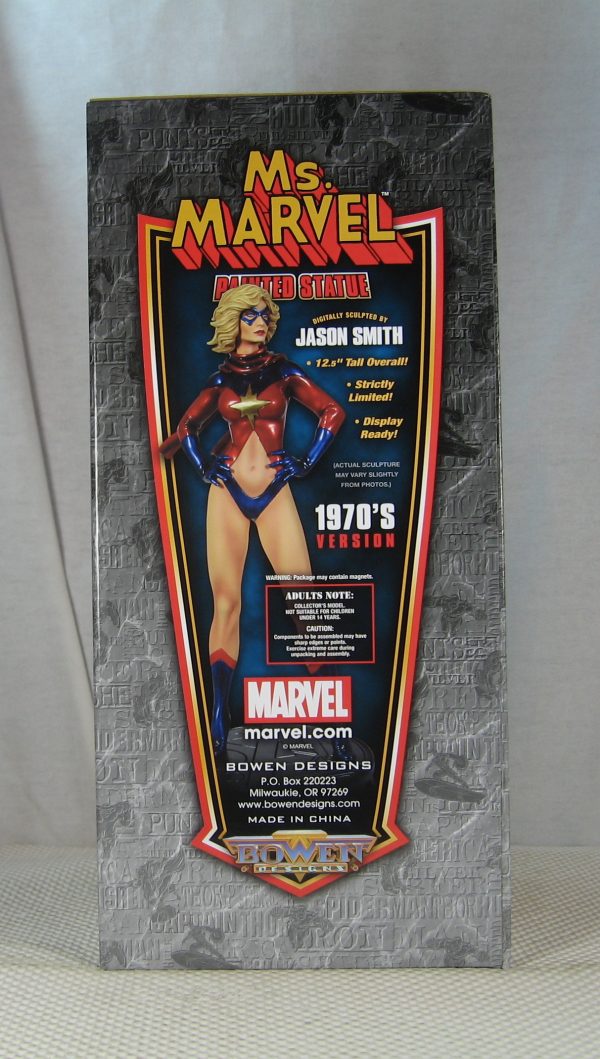 Ms.
MARVEL™
PAINTED STATUE
DIGITALLY SCULPTED BY
JASON SMITH
• 12.5" Tall Overall!
• Strictly
Limited!
• Display
Ready!
(ACTUAL SCULPTURE
MAY VARY SLIGHTLY
FROM PHOTOS.)
1970'S
VERSION
WARNING: Package may contain magnets.
ADULTS NOTE:
COLLECTOR'S MODEL.
NOT SUITABLE FOR CHILDREN
UNDER 14 YEARS.
CAUTION:
Components to be assembled may have
sharp edges or points.
Exercise extreme care during
unpacking and assembly.
MARVEL
marvel.com
© MARVEL
BOWEN DESIGNS
P.O. Box 220223
Milwaukie, OR 97269
www.bowendesigns.com
MADE IN CHINA
BOWEN
DESIGNS